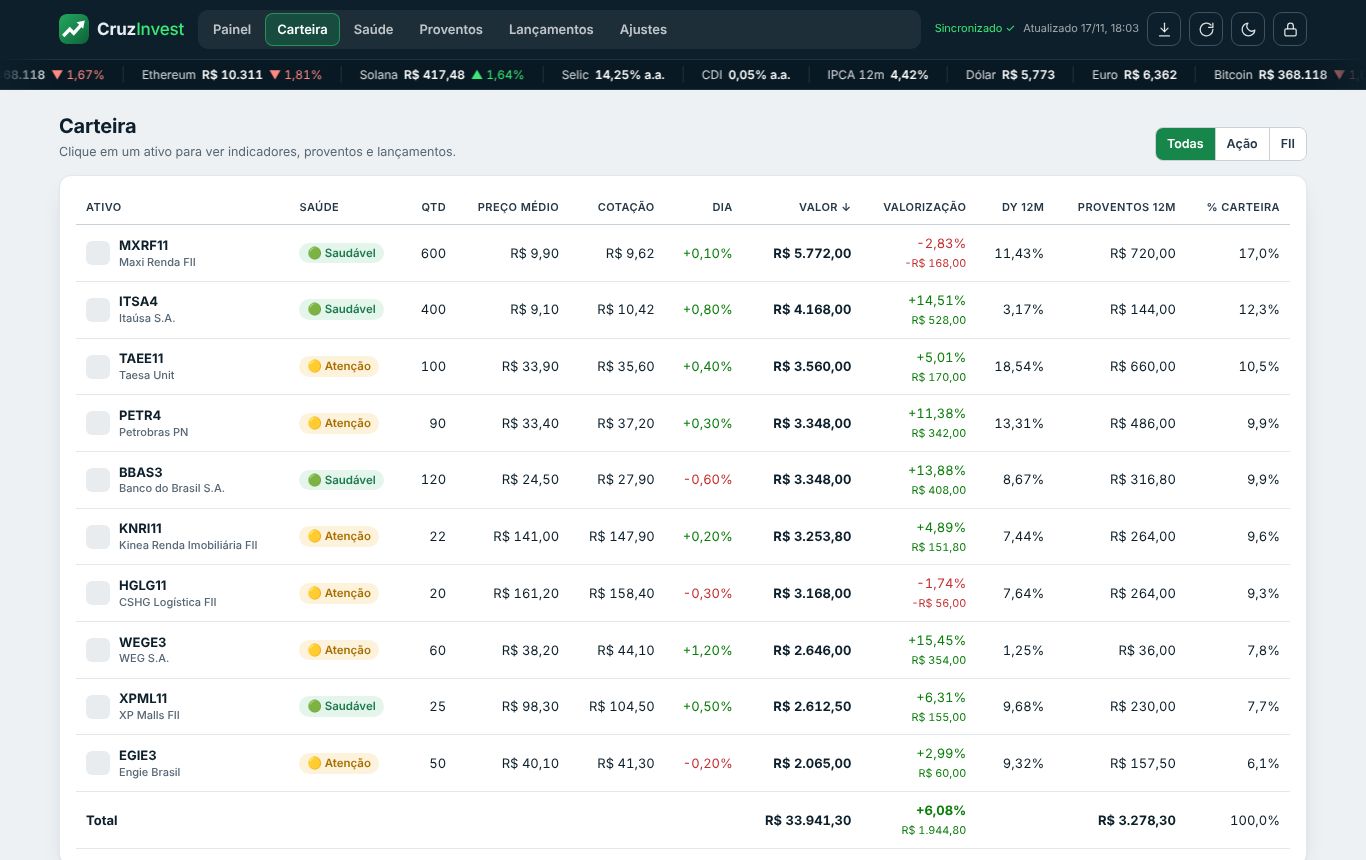 CruzInvest
Painel Carteira Saúde Proventos Lançamentos Ajustes
Sincronizado ✓ Atualizado 17/11, 18:03
68.118 ▼ 1,67% Ethereum R$ 10.311 ▼ 1,81% Solana R$ 417,48 ▲ 1,64% Selic 14,25% a.a. CDI 0,05% a.a. IPCA 12m 4,42% Dólar R$ 5,773 Euro R$ 6,362 Bitcoin R$ 368.118 ▼
Carteira
Clique em um ativo para ver indicadores, proventos e lançamentos.
Todas Ação FII
ATIVO SAÚDE QTD PREÇO MÉDIO COTAÇÃO DIA VALOR ↓ VALORIZAÇÃO DY 12M PROVENTOS 12M % CARTEIRA
MXRF11 Saudável 600 R$ 9,90 R$ 9,62 +0,10% R$ 5.772,00 -2,83% 11,43% R$ 720,00 17,0%
Maxi Renda FII -R$ 168,00
ITSA4 Saudável 400 R$ 9,10 R$ 10,42 +0,80% R$ 4.168,00 +14,51% 3,17% R$ 144,00 12,3%
Itaúsa S.A. R$ 528,00
TAEE11 Atenção 100 R$ 33,90 R$ 35,60 +0,40% R$ 3.560,00 +5,01% 18,54% R$ 660,00 10,5%
Taesa Unit R$ 170,00
PETR4 Atenção 90 R$ 33,40 R$ 37,20 +0,30% R$ 3.348,00 +11,38% 13,31% R$ 486,00 9,9%
Petrobras PN R$ 342,00
BBAS3 Saudável 120 R$ 24,50 R$ 27,90 -0,60% R$ 3.348,00 +13,88% 8,67% R$ 316,80 9,9%
Banco do Brasil S.A. R$ 408,00
KNRI11 Atenção 22 R$ 141,00 R$ 147,90 +0,20% R$ 3.253,80 +4,89% 7,44% R$ 264,00 9,6%
Kinea Renda Imobiliária FII R$ 151,80
HGLG11 Atenção 20 R$ 161,20 R$ 158,40 -0,30% R$ 3.168,00 -1,74% 7,64% R$ 264,00 9,3%
CSHG Logística FII -R$ 56,00
WEGE3 Atenção 60 R$ 38,20 R$ 44,10 +1,20% R$ 2.646,00 +15,45% 1,25% R$ 36,00 7,8%
WEG S.A. R$ 354,00
XPML11 Saudável 25 R$ 98,30 R$ 104,50 +0,50% R$ 2.612,50 +6,31% 9,68% R$ 230,00 7,7%
XP Malls FII R$ 155,00
EGIE3 Atenção 50 R$ 40,10 R$ 41,30 -0,20% R$ 2.065,00 +2,99% 9,32% R$ 157,50 6,1%
Engie Brasil R$ 60,00
Total R$ 33.941,30 +6,08% R$ 3.278,30 100,0%
R$ 1.944,80